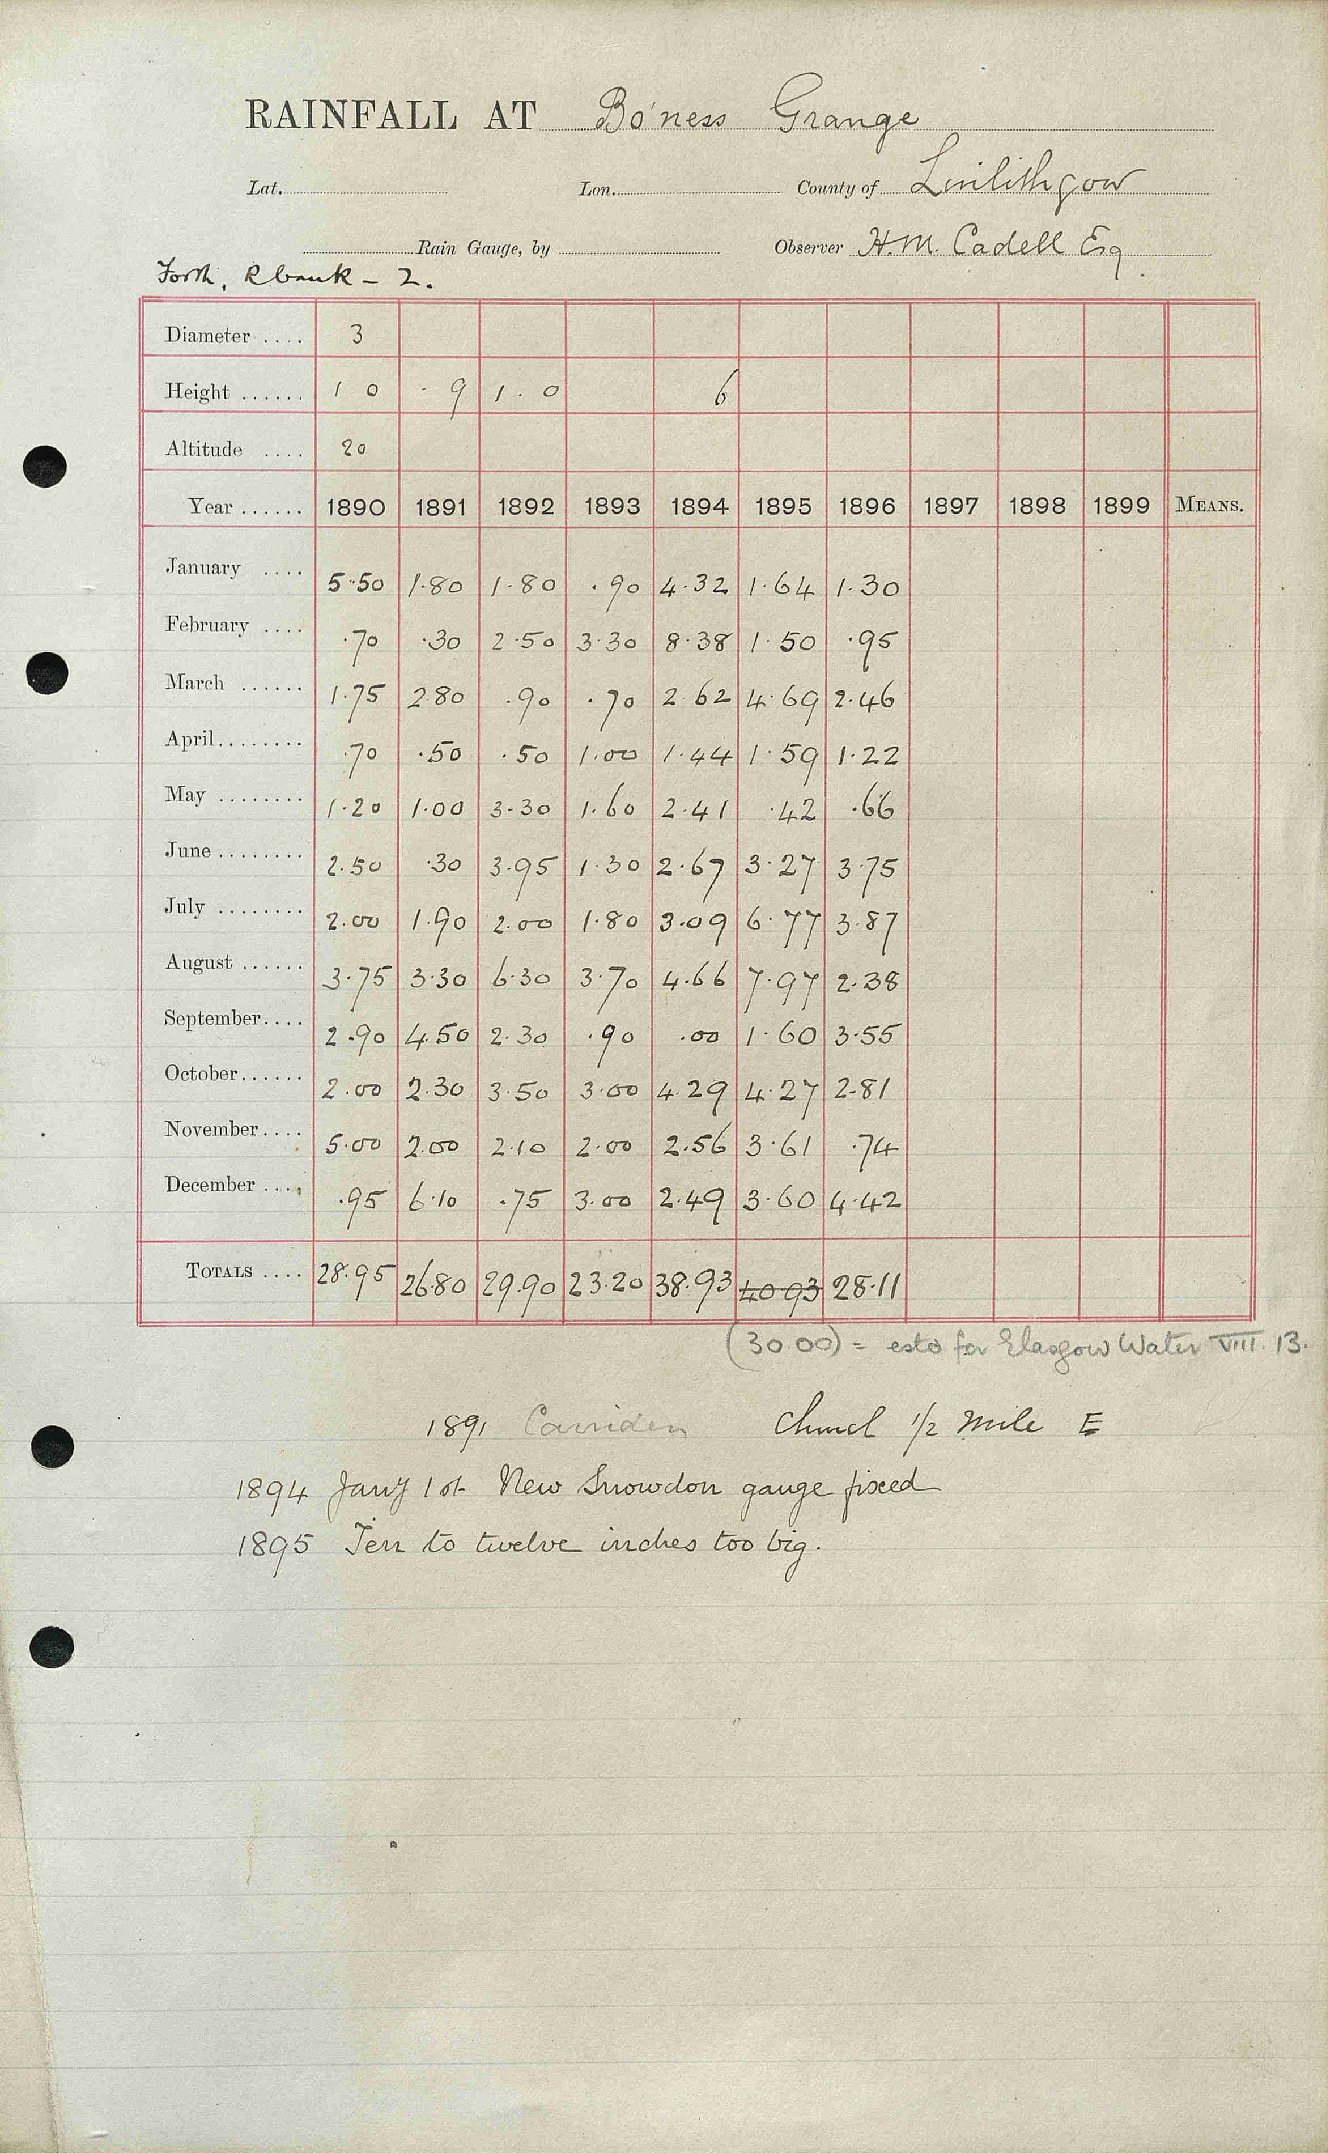 RAINFALL AT Bo'ness Grange
Lat. Lon. County of Linlithgow
Rain Gauge, by Observer H.M. Cadell Esq
Forth, R bank - 2.
Diameter .... 3
Height ...... 1 0 · 9 1 · 0 6
Altitude .... 20
Year ...... 1890 1891 1892 1893 1894 1895 1896 1897 1898 1899 MEANS.
January .... 5·50 1·80 1·80 ·90 4·32 1·64 1·30
February .... ·70 ·30 2·50 3·30 8·38 1·50 ·95
March ...... 1·75 2·80 ·90 ·70 2·62 4·69 2·46
April ........ ·70 ·50 ·50 1·00 1·44 1·59 1·22
May ........ 1·20 1·00 3·30 1·60 2·41 ·42 ·66
June ........ 2·50 ·30 3·95 1·30 2·67 3·27 3·75
July ........ 2·00 1·90 2·00 1·80 3·09 6·77 3·87
August ...... 3·75 3·30 6·30 3·70 4·66 7·97 2·38
September .... 2·90 4·50 2·30 ·90 ·00 1·60 3·55
October ...... 2·00 2·30 3·50 3·00 4·29 4·27 2·81
November .... 5·00 2·00 2·10 2·00 2·56 3·61 ·74
December .... ·95 6·10 ·75 3·00 2·49 3·60 4·42
TOTALS .... 28·95 26·80 29·90 23·20 38·93 40·93 28·11
(30.00) = estd for Glasgow Water VIII. 13.
1891 Carriden Church 1/2 Mile E
1894 Jany 1st New Snowdon gauge fixed
1895 Ten to twelve inches too big.